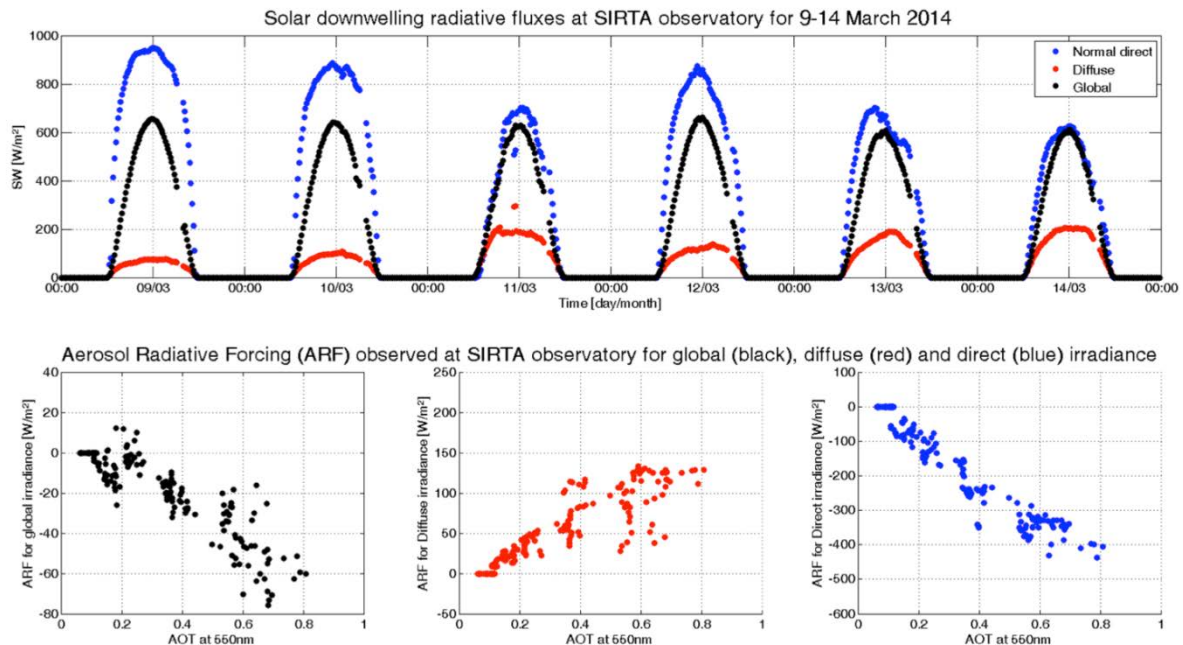 Solar downwelling radiative fluxes at SIRTA observatory for 9-14 March 2014
1000
800
600
400
200
0
SW [W/m²]
Normal direct
Diffuse
Global
00:00 09/03 00:00 10/03 00:00 11/03 00:00 12/03 00:00 13/03 00:00 14/03 00:00
Time [day/month]
Aerosol Radiative Forcing (ARF) observed at SIRTA observatory for global (black), diffuse (red) and direct (blue) irradiance
40
20
0
-20
-40
-60
-80
ARF for global irradiance [W/m²]
0 0.2 0.4 0.6 0.8 1
AOT at 550nm
250
200
150
100
50
0
-50
ARF for Diffuse irradiance [W/m²]
0 0.2 0.4 0.6 0.8 1
AOT at 550nm
100
0
-100
-200
-300
-400
-500
-600
ARF for Direct irradiance [W/m²]
0 0.2 0.4 0.6 0.8 1
AOT at 550nm